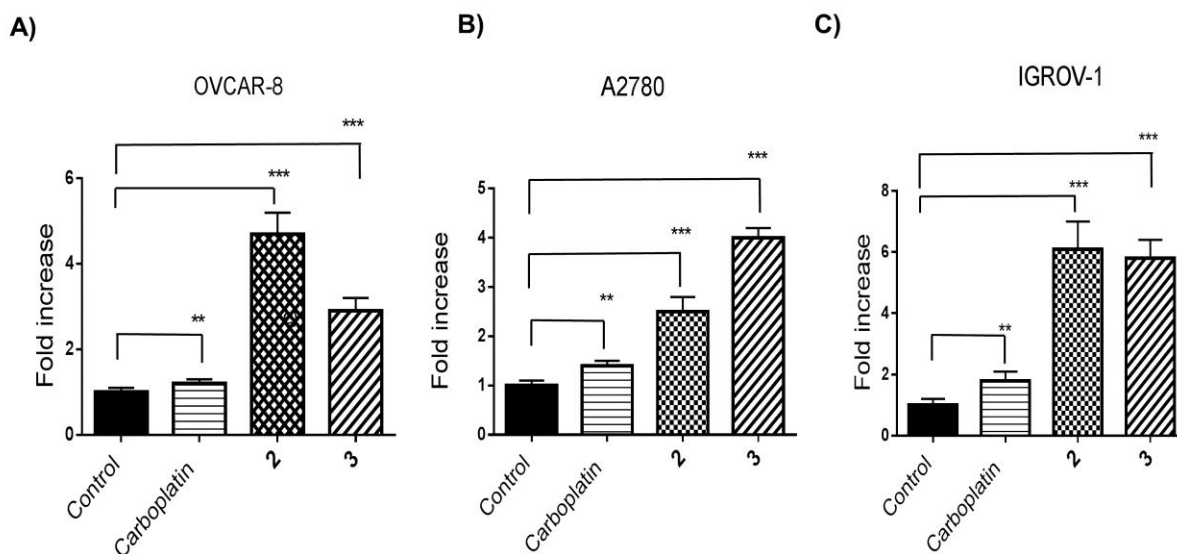 A)
OVCAR-8
***
***
**
Fold increase
6
4
2
0
Control
Carboplatin
2
3
B)
A2780
***
***
**
Fold increase
5
4
3
2
1
0
Control
Carboplatin
2
3
C)
IGROV-1
***
***
**
Fold increase
8
6
4
2
0
Control
Carboplatin
2
3